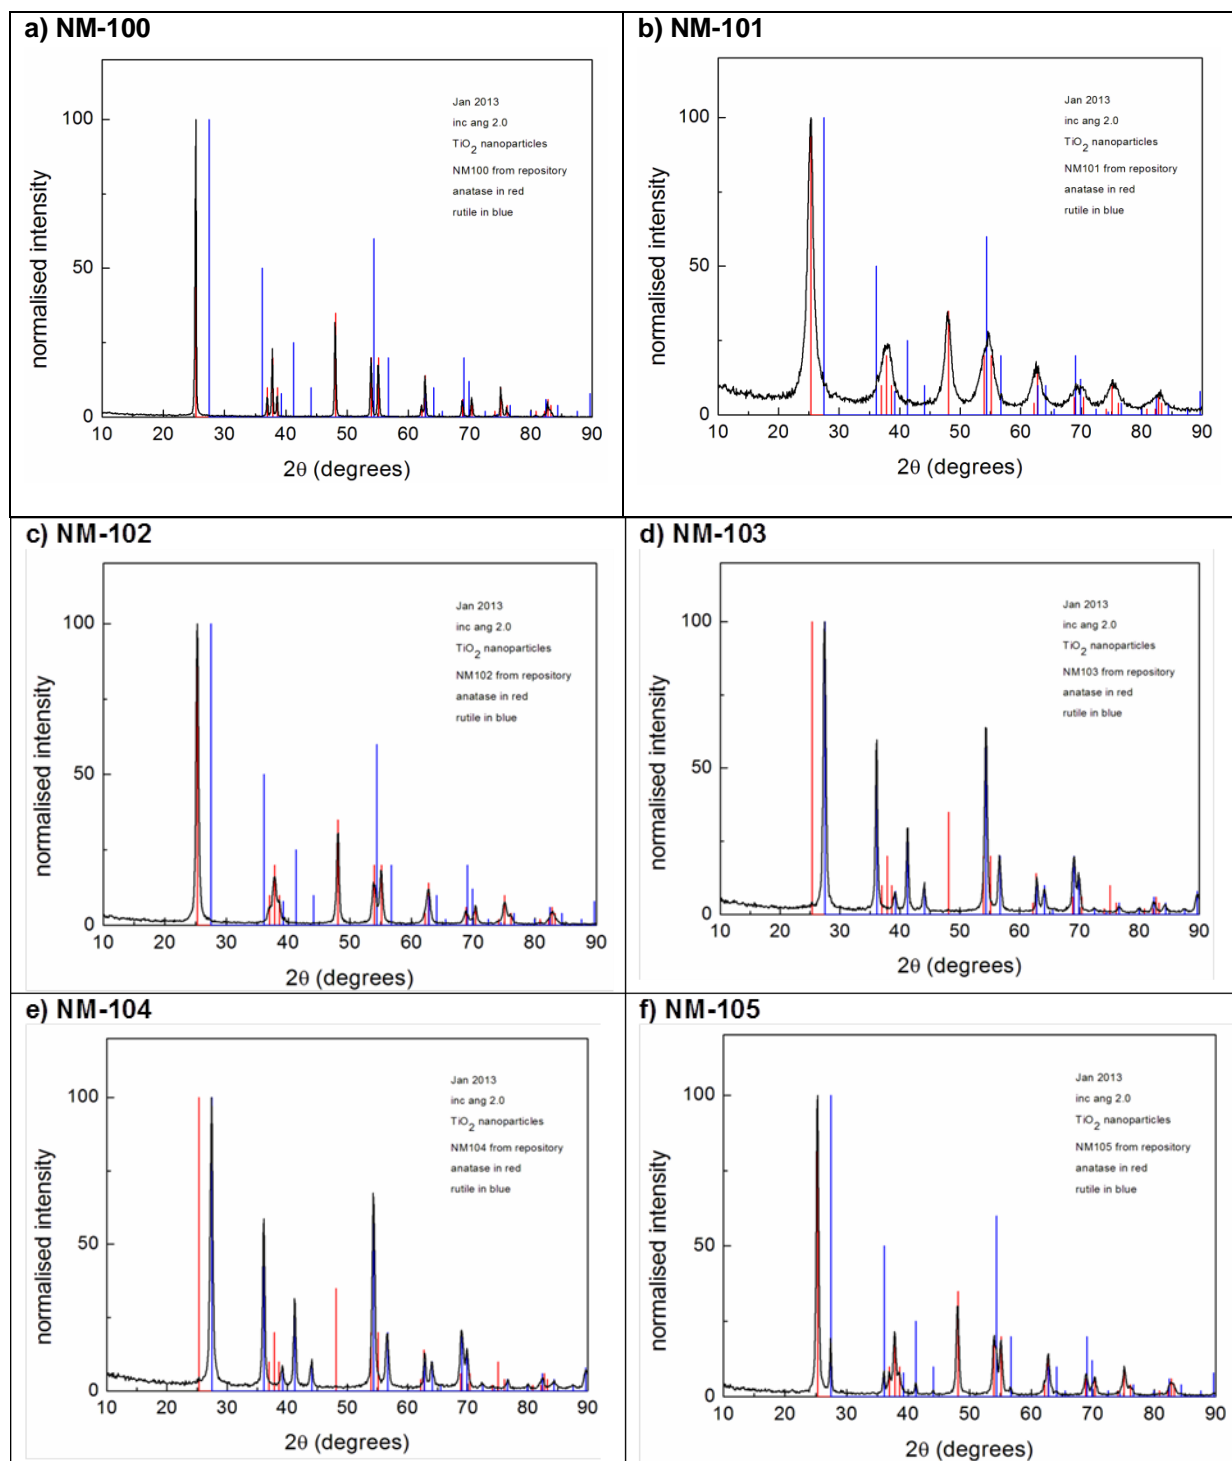 a) NM-100
normalised intensity
100
50
0
Jan 2013
inc ang 2.0
TiO2 nanoparticles
NM100 from repository
anatase in red
rutile in blue
10 20 30 40 50 60 70 80 90
2θ (degrees)
b) NM-101
normalised intensity
100
50
0
Jan 2013
inc ang 2.0
TiO2 nanoparticles
NM101 from repository
anatase in red
rutile in blue
10 20 30 40 50 60 70 80 90
2θ (degrees)
c) NM-102
normalised intensity
100
50
0
Jan 2013
inc ang 2.0
TiO2 nanoparticles
NM102 from repository
anatase in red
rutile in blue
10 20 30 40 50 60 70 80 90
2θ (degrees)
d) NM-103
normalised intensity
100
50
0
Jan 2013
inc ang 2.0
TiO2 nanoparticles
NM103 from repository
anatase in red
rutile in blue
10 20 30 40 50 60 70 80 90
2θ (degrees)
e) NM-104
normalised intensity
100
50
0
Jan 2013
inc ang 2.0
TiO2 nanoparticles
NM104 from repository
anatase in red
rutile in blue
10 20 30 40 50 60 70 80 90
2θ (degrees)
f) NM-105
normalised intensity
100
50
0
Jan 2013
inc ang 2.0
TiO2 nanoparticles
NM105 from repository
anatase in red
rutile in blue
10 20 30 40 50 60 70 80 90
2θ (degrees)